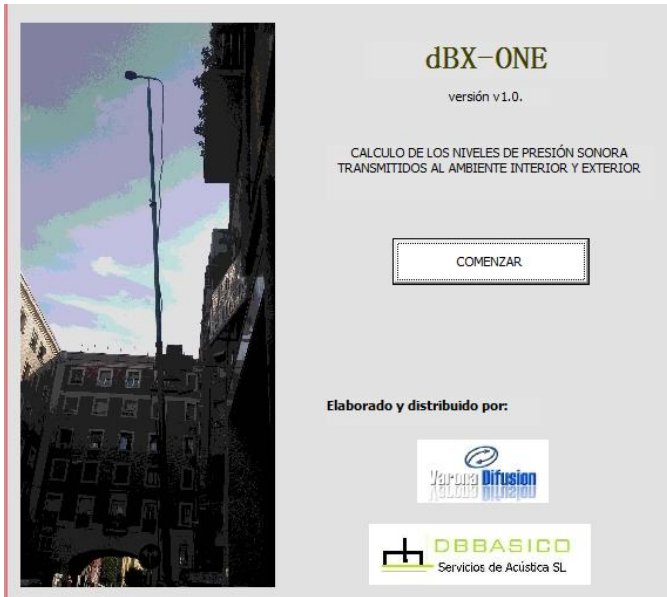 dBX-ONE
versión v1.0.
CALCULO DE LOS NIVELES DE PRESIÓN SONORA
TRANSMITIDOS AL AMBIENTE INTERIOR Y EXTERIOR
COMENZAR
Elaborado y distribuido por:
Varona Difusion
DBBASICO
Servicios de Acústica SL